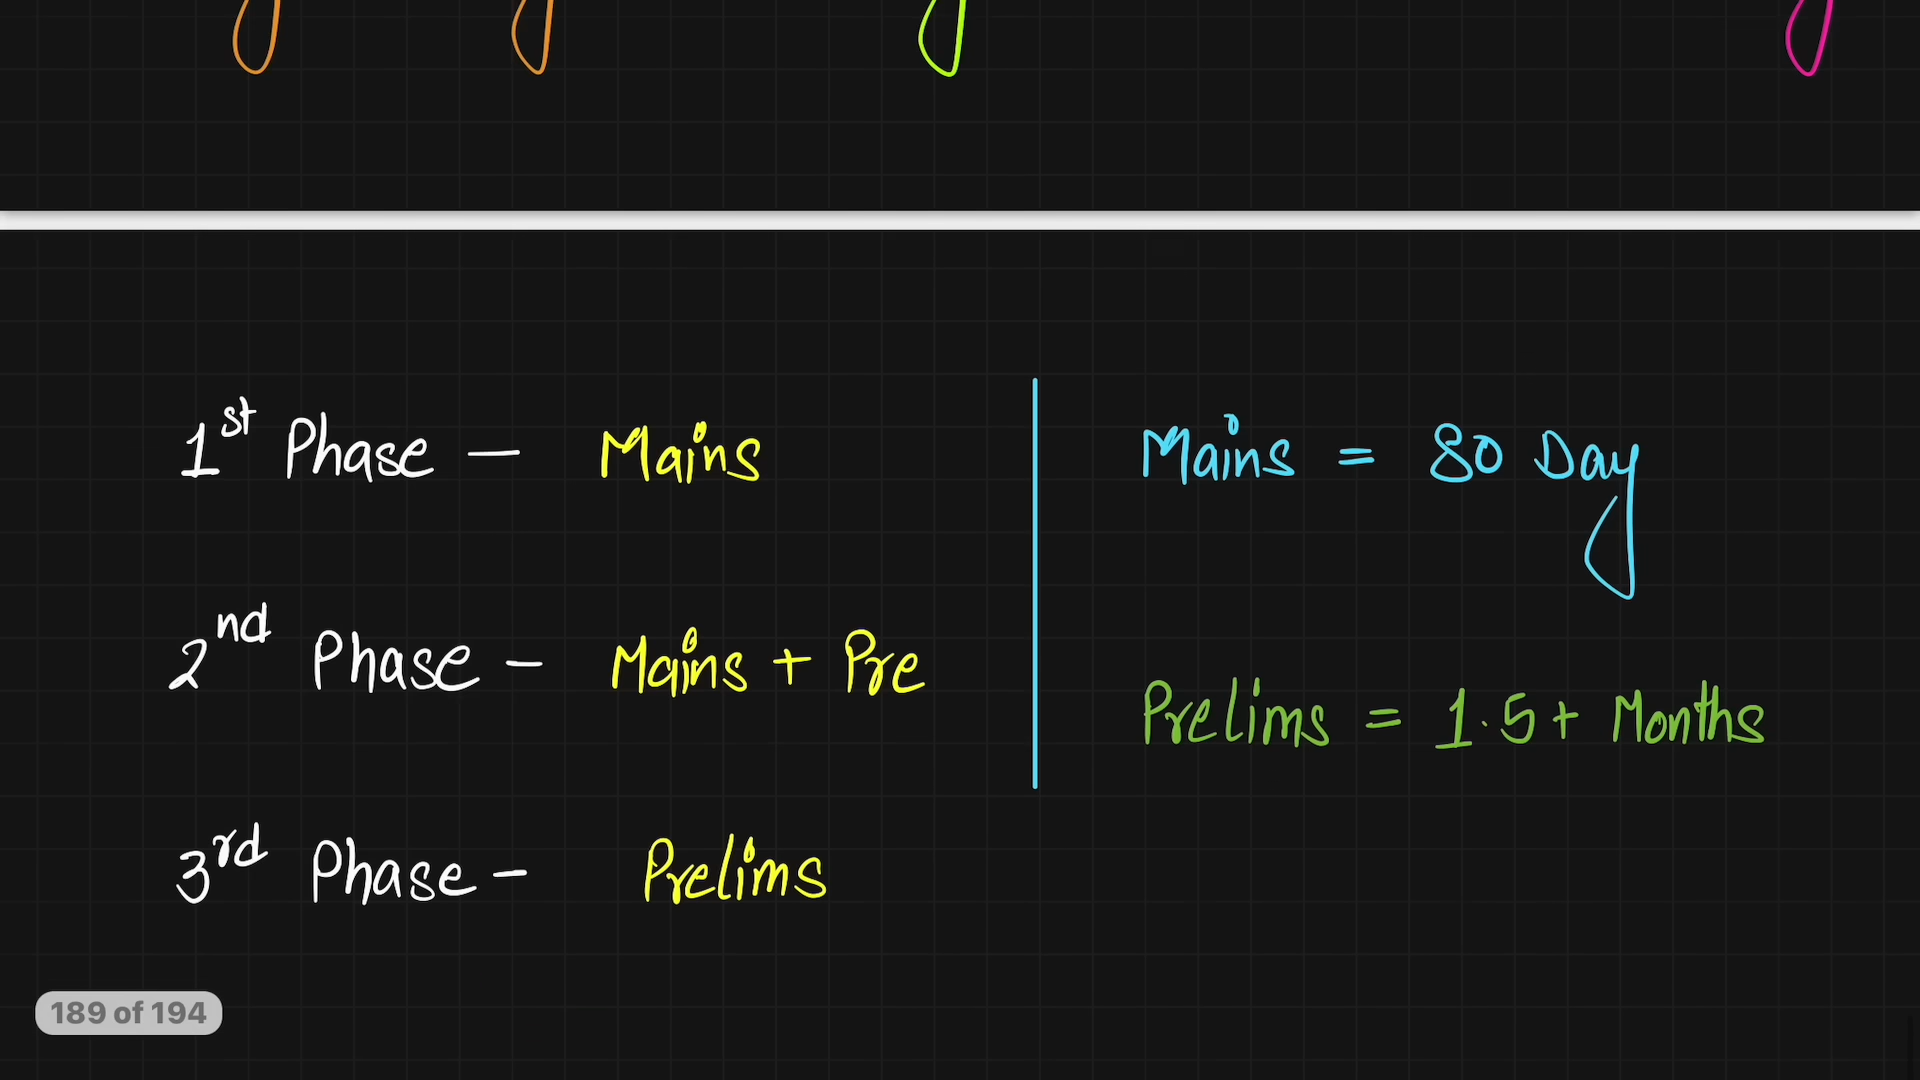 1st Phase — Mains
2nd Phase - Mains + Pre
3rd Phase - Prelims
Mains = 80 Day
Prelims = 1.5+ Months
189 of 194